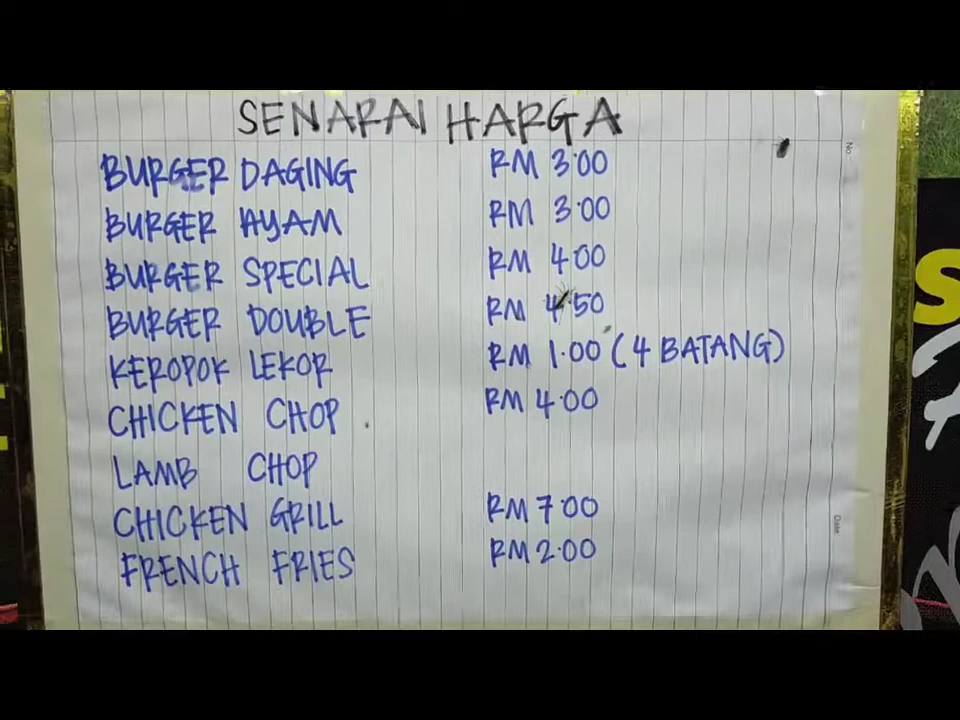 SENARAI HARGA
BURGER DAGING RM 3.00
BURGER AYAM RM 3.00
BURGER SPECIAL RM 4.00
BURGER DOUBLE RM 4.50
KEROPOK LEKOR RM 1.00 (4 BATANG)
CHICKEN CHOP RM 4.00
LAMB CHOP
CHICKEN GRILL RM 7.00
FRENCH FRIES RM 2.00
No.
Date